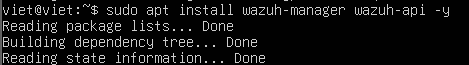 viet@viet:~$ sudo apt install wazuh-manager wazuh-api -y
Reading package lists... Done
Building dependency tree... Done
Reading state information... Done